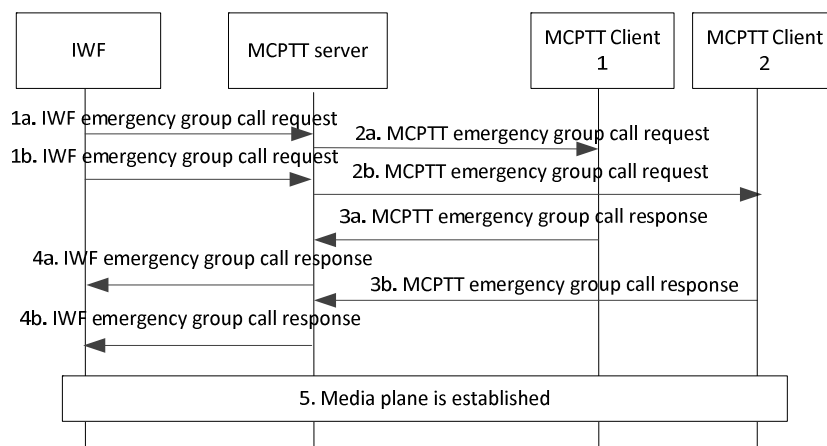 IWF
MCPTT server
MCPTT Client
1
MCPTT Client
2
1a. IWF emergency group call request
2a. MCPTT emergency group call request
1b. IWF emergency group call request
2b. MCPTT emergency group call request
3a. MCPTT emergency group call response
4a. IWF emergency group call response
3b. MCPTT emergency group call response
4b. IWF emergency group call response
5. Media plane is established